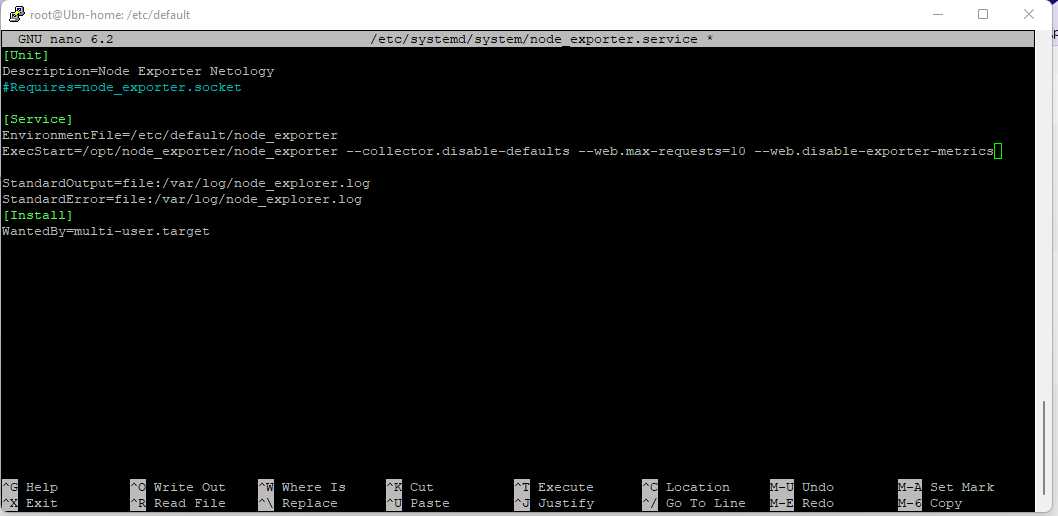 root@Ubn-home: /etc/default
GNU nano 6.2 /etc/systemd/system/node_exporter.service *
[Unit]
Description=Node Exporter Netology
#Requires=node_exporter.socket
[Service]
EnvironmentFile=/etc/default/node_exporter
ExecStart=/opt/node_exporter/node_exporter --collector.disable-defaults --web.max-requests=10 --web.disable-exporter-metrics
StandardOutput=file:/var/log/node_explorer.log
StandardError=file:/var/log/node_explorer.log
[Install]
WantedBy=multi-user.target
^G Help ^O Write Out ^W Where Is ^K Cut ^T Execute ^C Location M-U Undo M-A Set Mark
^X Exit ^R Read File ^\ Replace ^U Paste ^J Justify ^/ Go To Line M-E Redo M-6 Copy